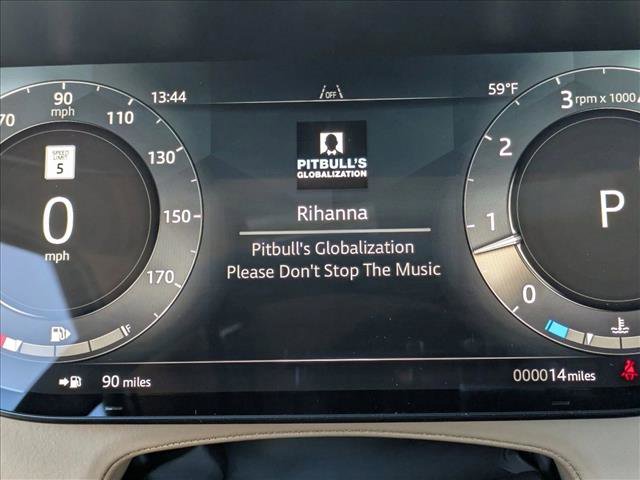 13:44
OFF
59°F
70
90
mph
110
130
150
170
SPEED
LIMIT
5
0
mph
F
PITBULL'S
GLOBALIZATION
Rihanna
Pitbull's Globalization
Please Don't Stop The Music
3 rpm x 1000
2
1
0
P
90 miles
000014 miles